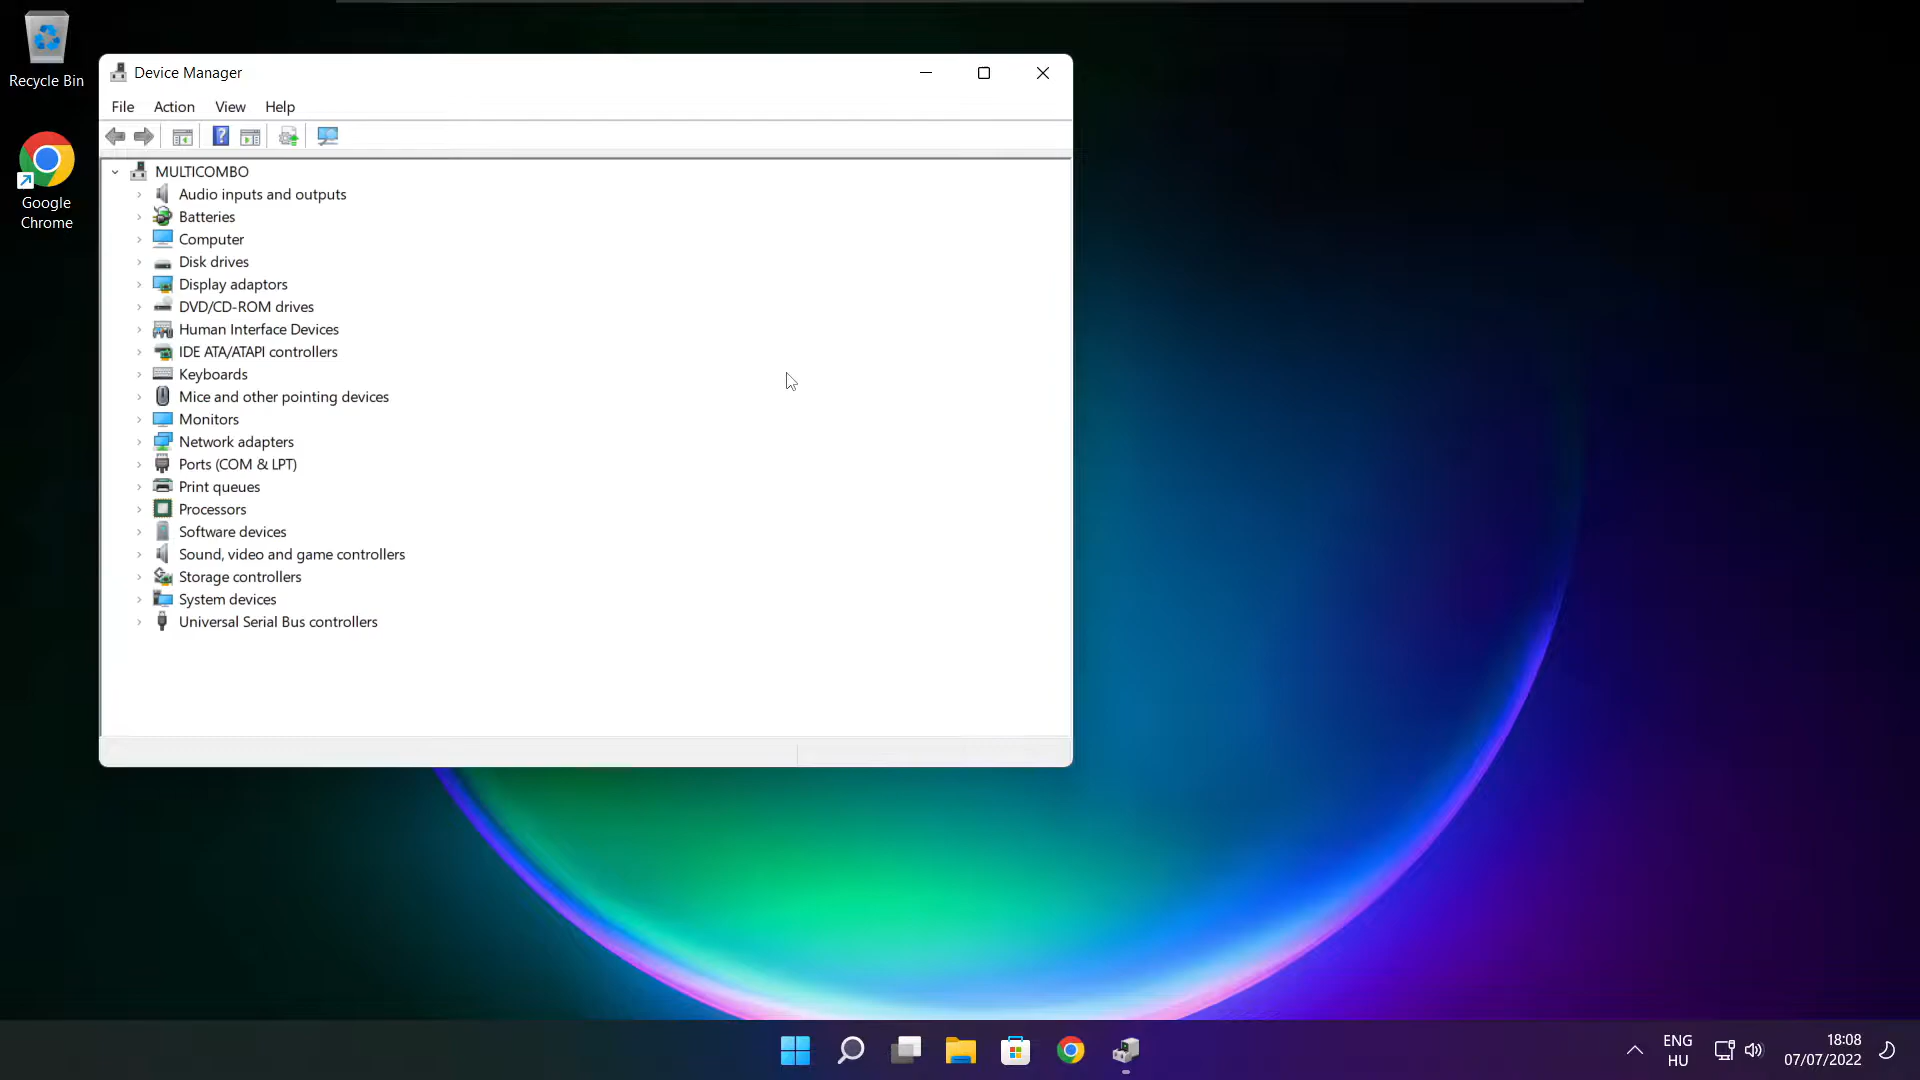 Recycle Bin
Google
Chrome
Device Manager
File Action View Help
?
MULTICOMBO
Audio inputs and outputs
Batteries
Computer
Disk drives
Display adaptors
DVD/CD-ROM drives
Human Interface Devices
IDE ATA/ATAPI controllers
Keyboards
Mice and other pointing devices
Monitors
Network adapters
Ports (COM & LPT)
Print queues
Processors
Software devices
Sound, video and game controllers
Storage controllers
System devices
Universal Serial Bus controllers
ENG
HU
18:08
07/07/2022